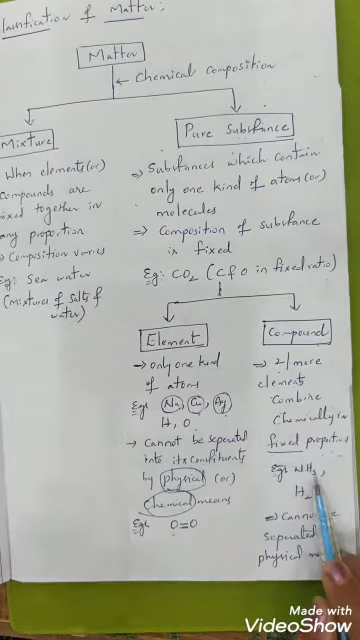 Classification of Matter:
Matter
← Chemical composition
Mixture
When elements (or)
compounds are
mixed together in
any proportion
→ Composition varies
Eg: Sea water
(mixtures of salts &
water)
Pure Substance
⇒ Substances which contain
only one kind of atoms (or)
molecules
⇒ Composition of substance
is fixed
Eg: CO2 (C & O in fixed ratio)
Element
→ only one kind
of atoms
Eg: Na, Cu, Ag
H, O
→ Cannot be seperated
into its constituents
by physical (or)
chemical means
Eg: O=O
Compound
→ 2/more
elements
combine
chemically in
fixed proportions
Eg: NH3,
H
⇒ Cannot be
seperated
physical
Made with
VideoShow